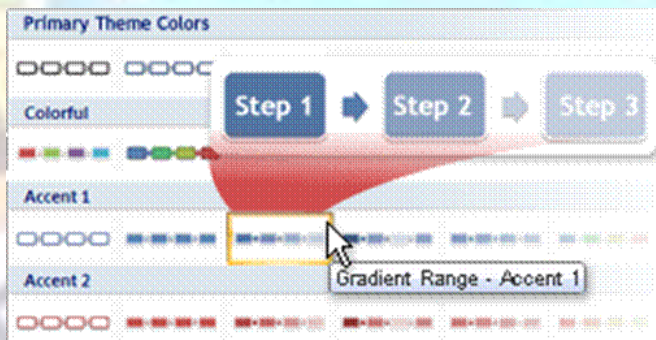 Primary Theme Colors
Step 1 Step 2 Step 3
Colorful
Accent 1
Gradient Range - Accent 1
Accent 2